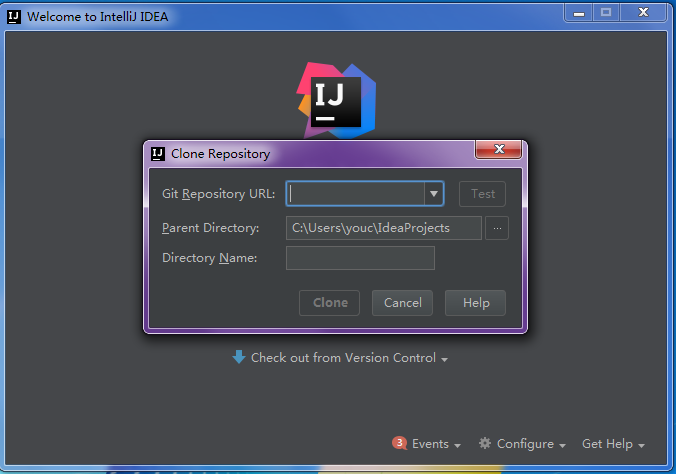 Welcome to IntelliJ IDEA
IJ
Clone Repository
Git Repository URL:
Test
Parent Directory: C:\Users\youc\IdeaProjects ...
Directory Name:
Clone Cancel Help
Check out from Version Control
3 Events Configure Get Help